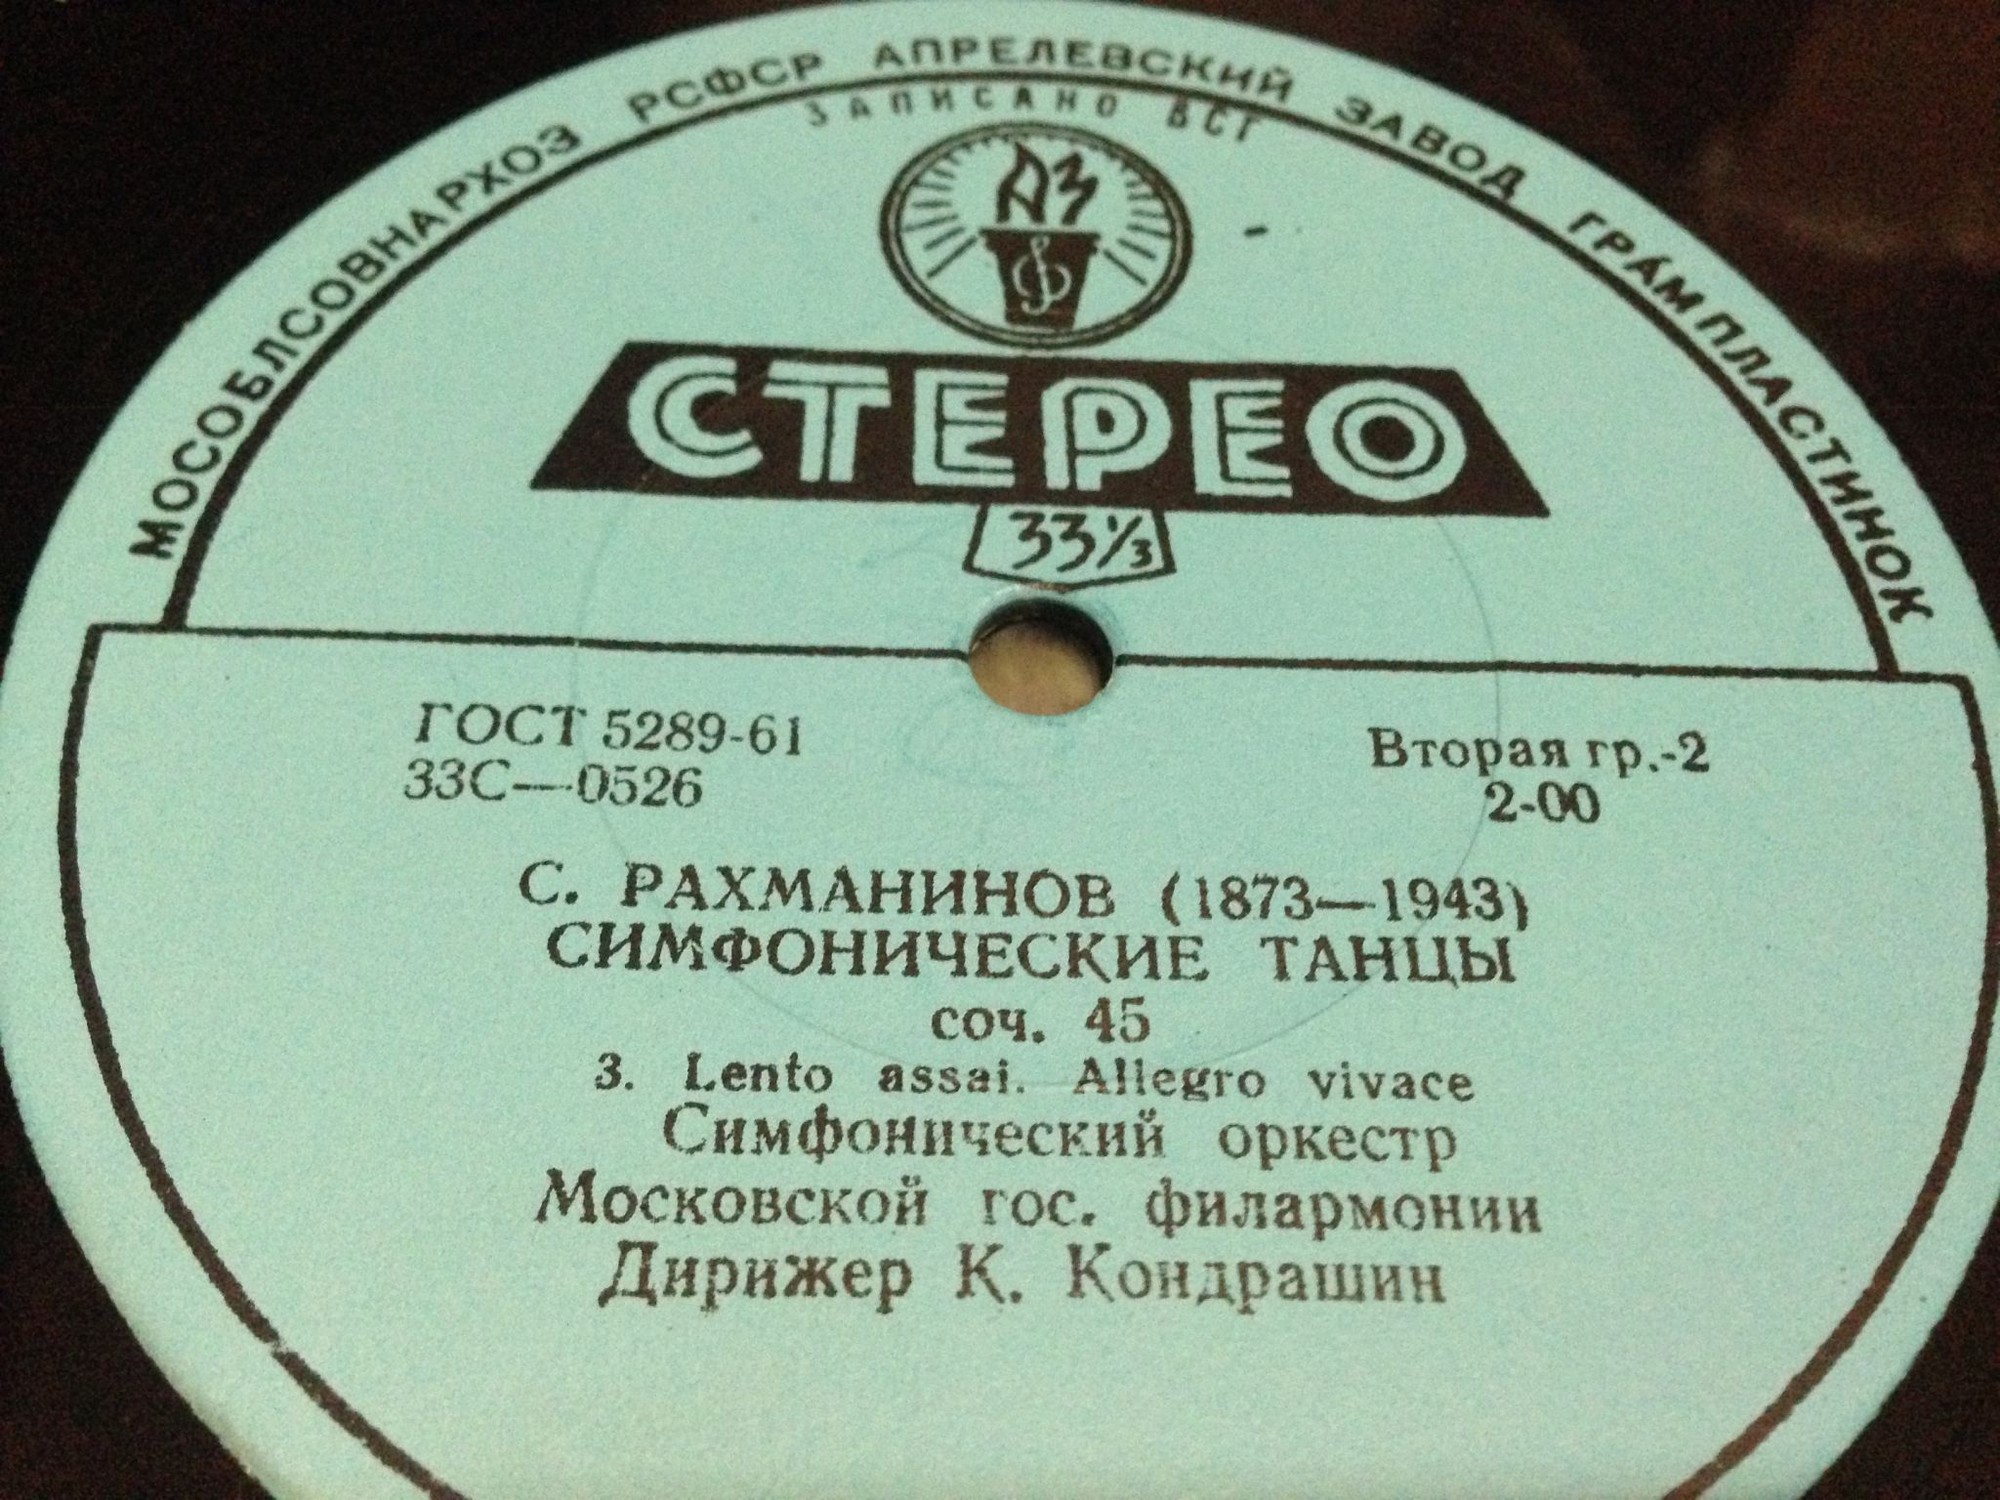 МОСОБЛСОВНАРХОЗ РСФСР АПРЕЛЕВСКИЙ ЗАВОД ГРАМПЛАСТИНОК
ЗАПИСАНО ВСГ
АЗ
СТЕРЕО
33⅓
ГОСТ 5289-61
33С—0526
Вторая гр.-2
2-00
С. РАХМАНИНОВ (1873—1943)
СИМФОНИЧЕСКИЕ ТАНЦЫ
соч. 45
3. Lento assai. Allegro vivace
Симфонический оркестр
Московской гос. филармонии
Дирижер К. Кондрашин